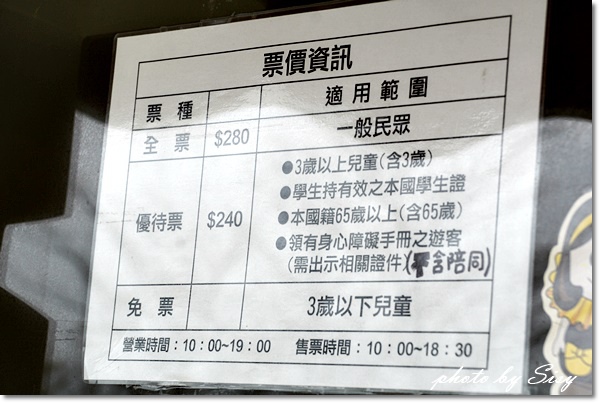 票價資訊
票種 適用範圍
全票 $280 一般民眾
優待票 $240
●3歲以上兒童(含3歲)
●學生持有效之本國學生證
●本國籍65歲以上(含65歲)
●領有身心障礙手冊之遊客
(需出示相關證件)(不含陪同)
免票 3歲以下兒童
營業時間：10：00~19：00 售票時間：10：00~18：30
photo by Sivy